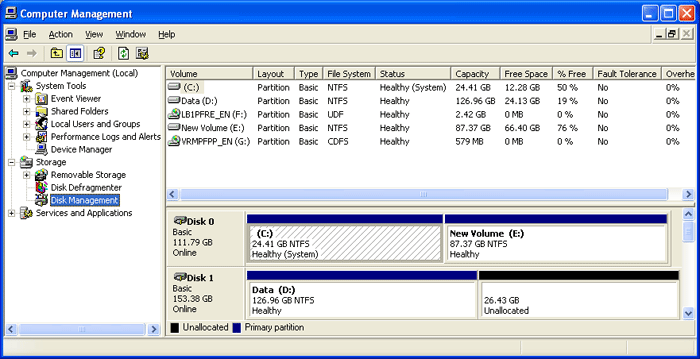 Computer Management
File Action View Window Help
Computer Management (Local)
System Tools
Event Viewer
Shared Folders
Local Users and Groups
Performance Logs and Alerts
Device Manager
Storage
Removable Storage
Disk Defragmenter
Disk Management
Services and Applications
Volume Layout Type File System Status Capacity Free Space % Free Fault Tolerance Overhe
(C:) Partition Basic NTFS Healthy (System) 24.41 GB 12.28 GB 50 % No 0%
Data (D:) Partition Basic NTFS Healthy 126.96 GB 24.13 GB 19 % No 0%
LB1PFRE_EN (F:) Partition Basic UDF Healthy 2.42 GB 0 MB 0 % No 0%
New Volume (E:) Partition Basic NTFS Healthy 87.37 GB 66.40 GB 76 % No 0%
VRMPFPP_EN (G:) Partition Basic CDFS Healthy 579 MB 0 MB 0 % No 0%
Disk 0
Basic
111.79 GB
Online
(C:)
24.41 GB NTFS
Healthy (System)
New Volume (E:)
87.37 GB NTFS
Healthy
Disk 1
Basic
153.38 GB
Online
Data (D:)
126.96 GB NTFS
Healthy
26.43 GB
Unallocated
Unallocated Primary partition